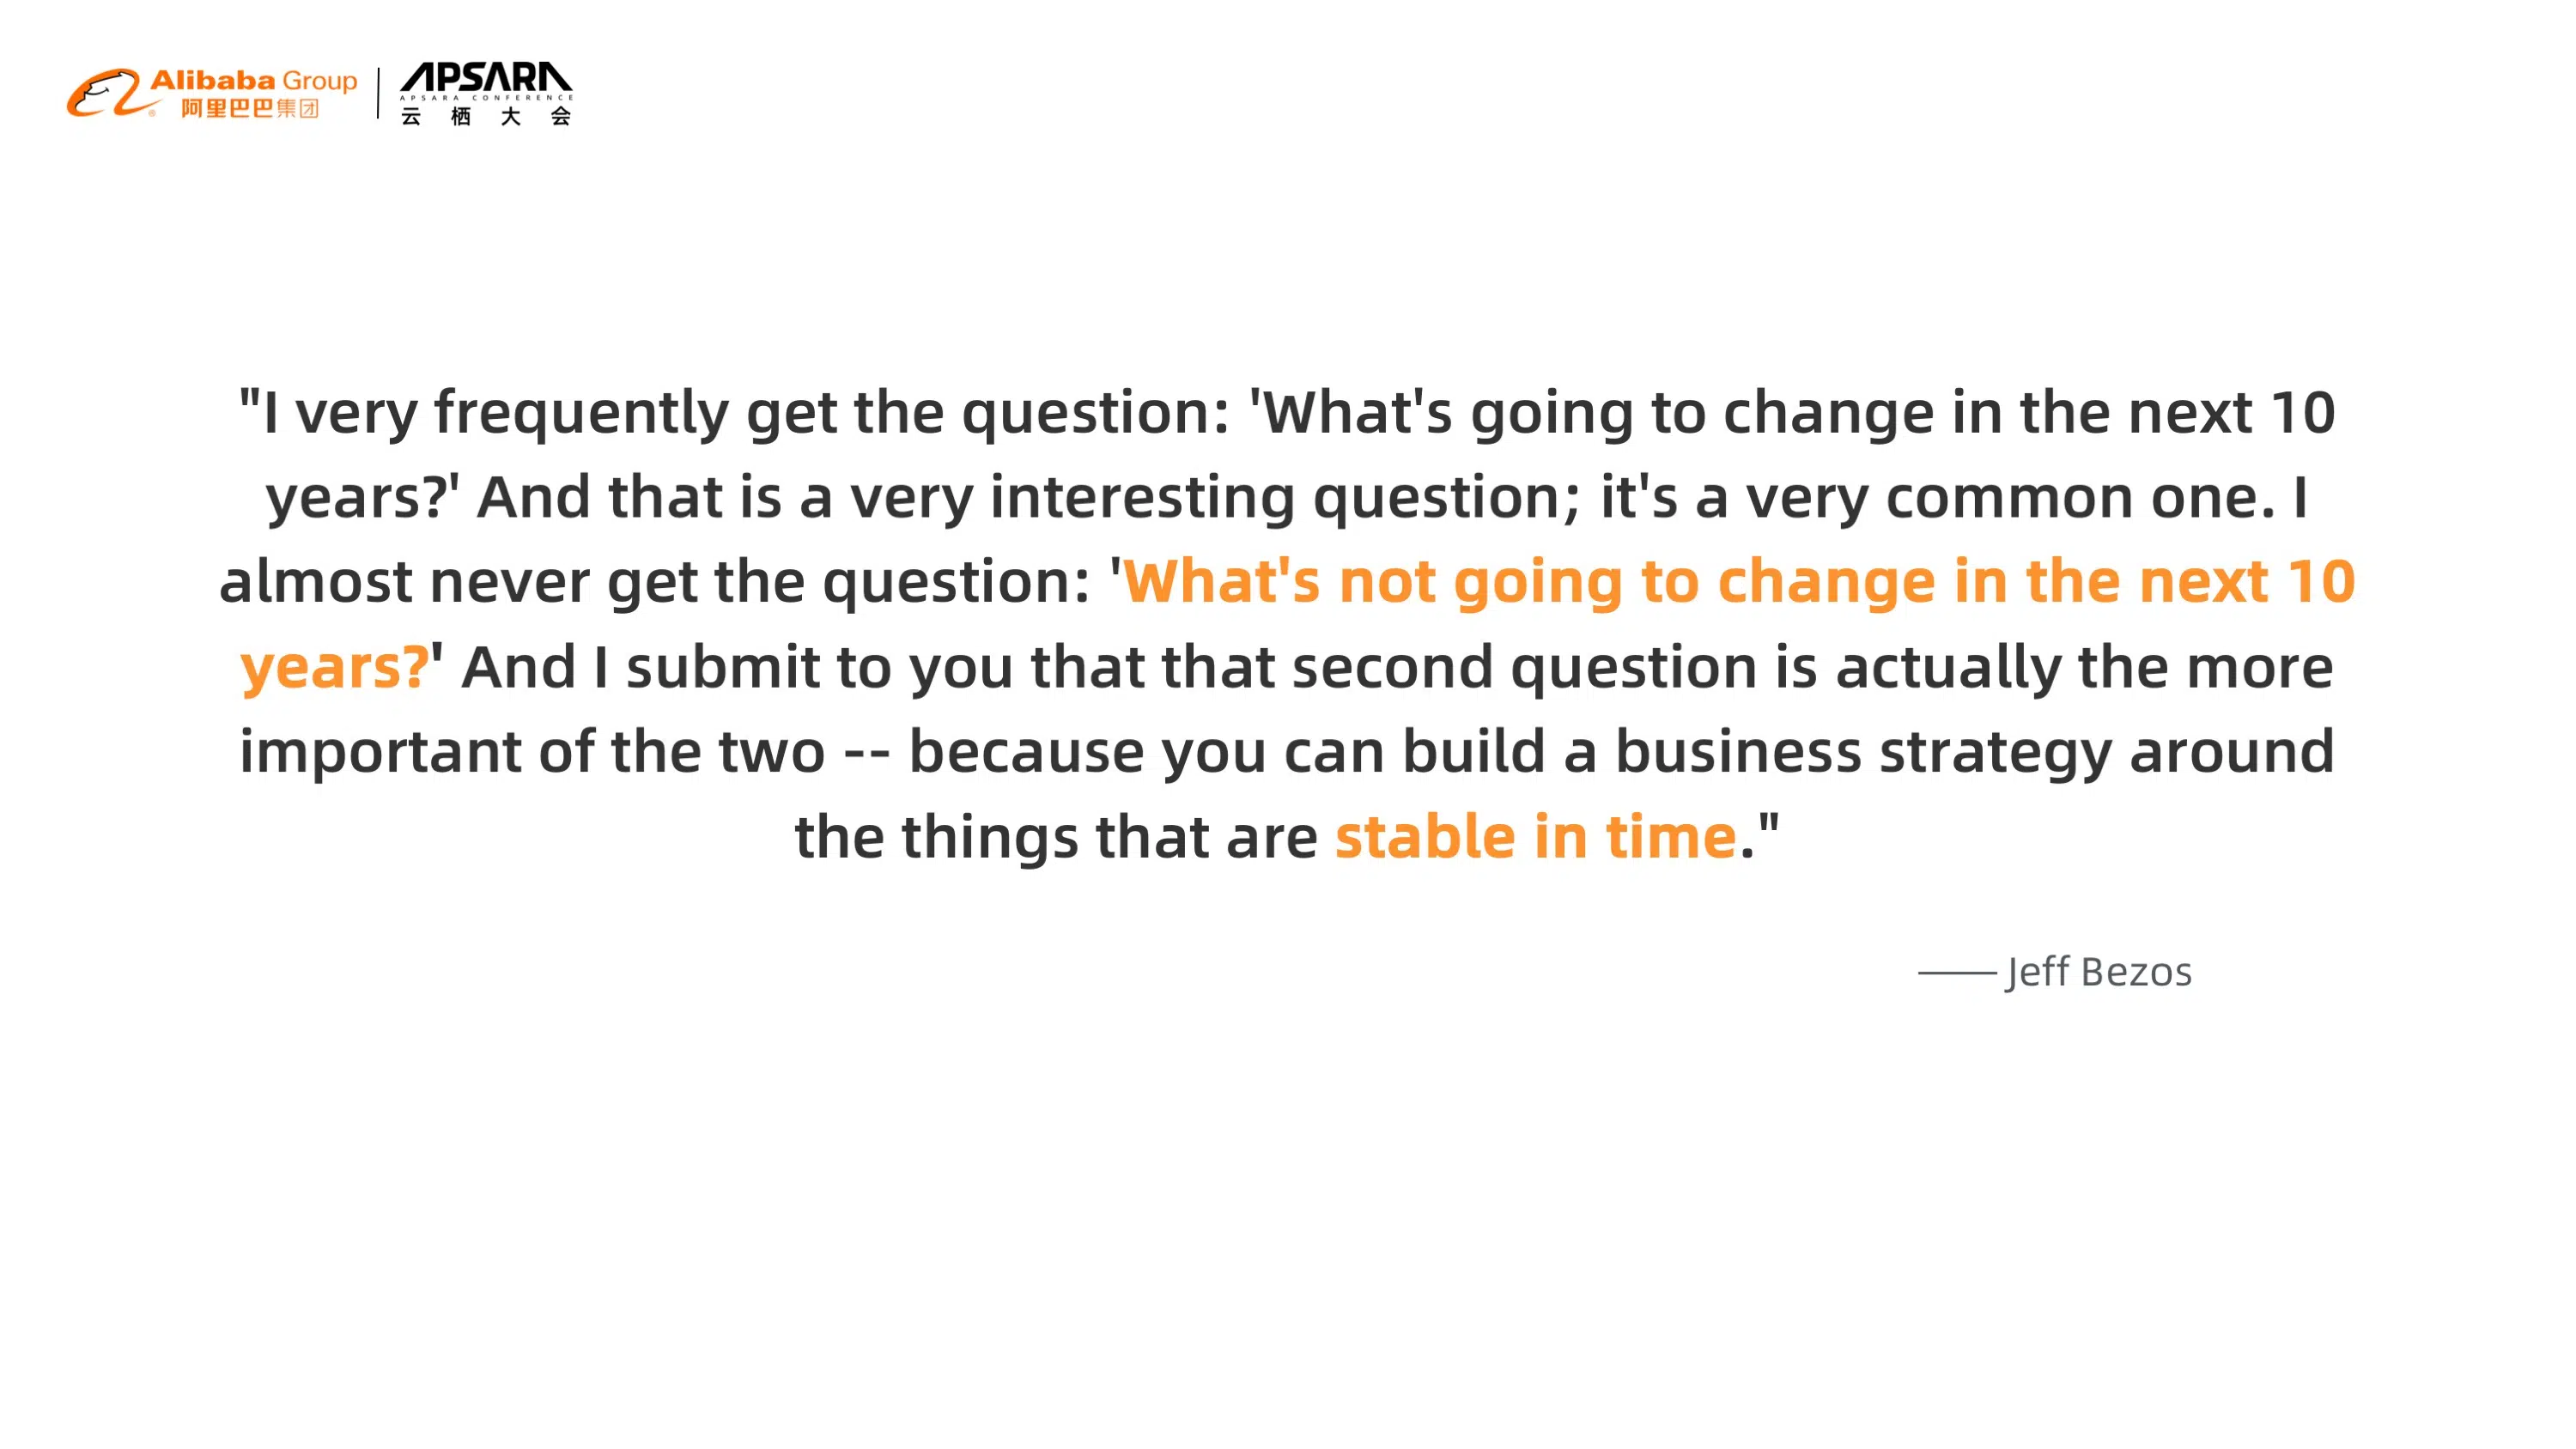 Alibaba Group
阿里巴巴集团
APSARA
APSARA CONFERENCE
云栖大会
"I very frequently get the question: 'What's going to change in the next 10
years?' And that is a very interesting question; it's a very common one. I
almost never get the question: 'What's not going to change in the next 10
years?' And I submit to you that that second question is actually the more
important of the two -- because you can build a business strategy around
the things that are stable in time."
—— Jeff Bezos